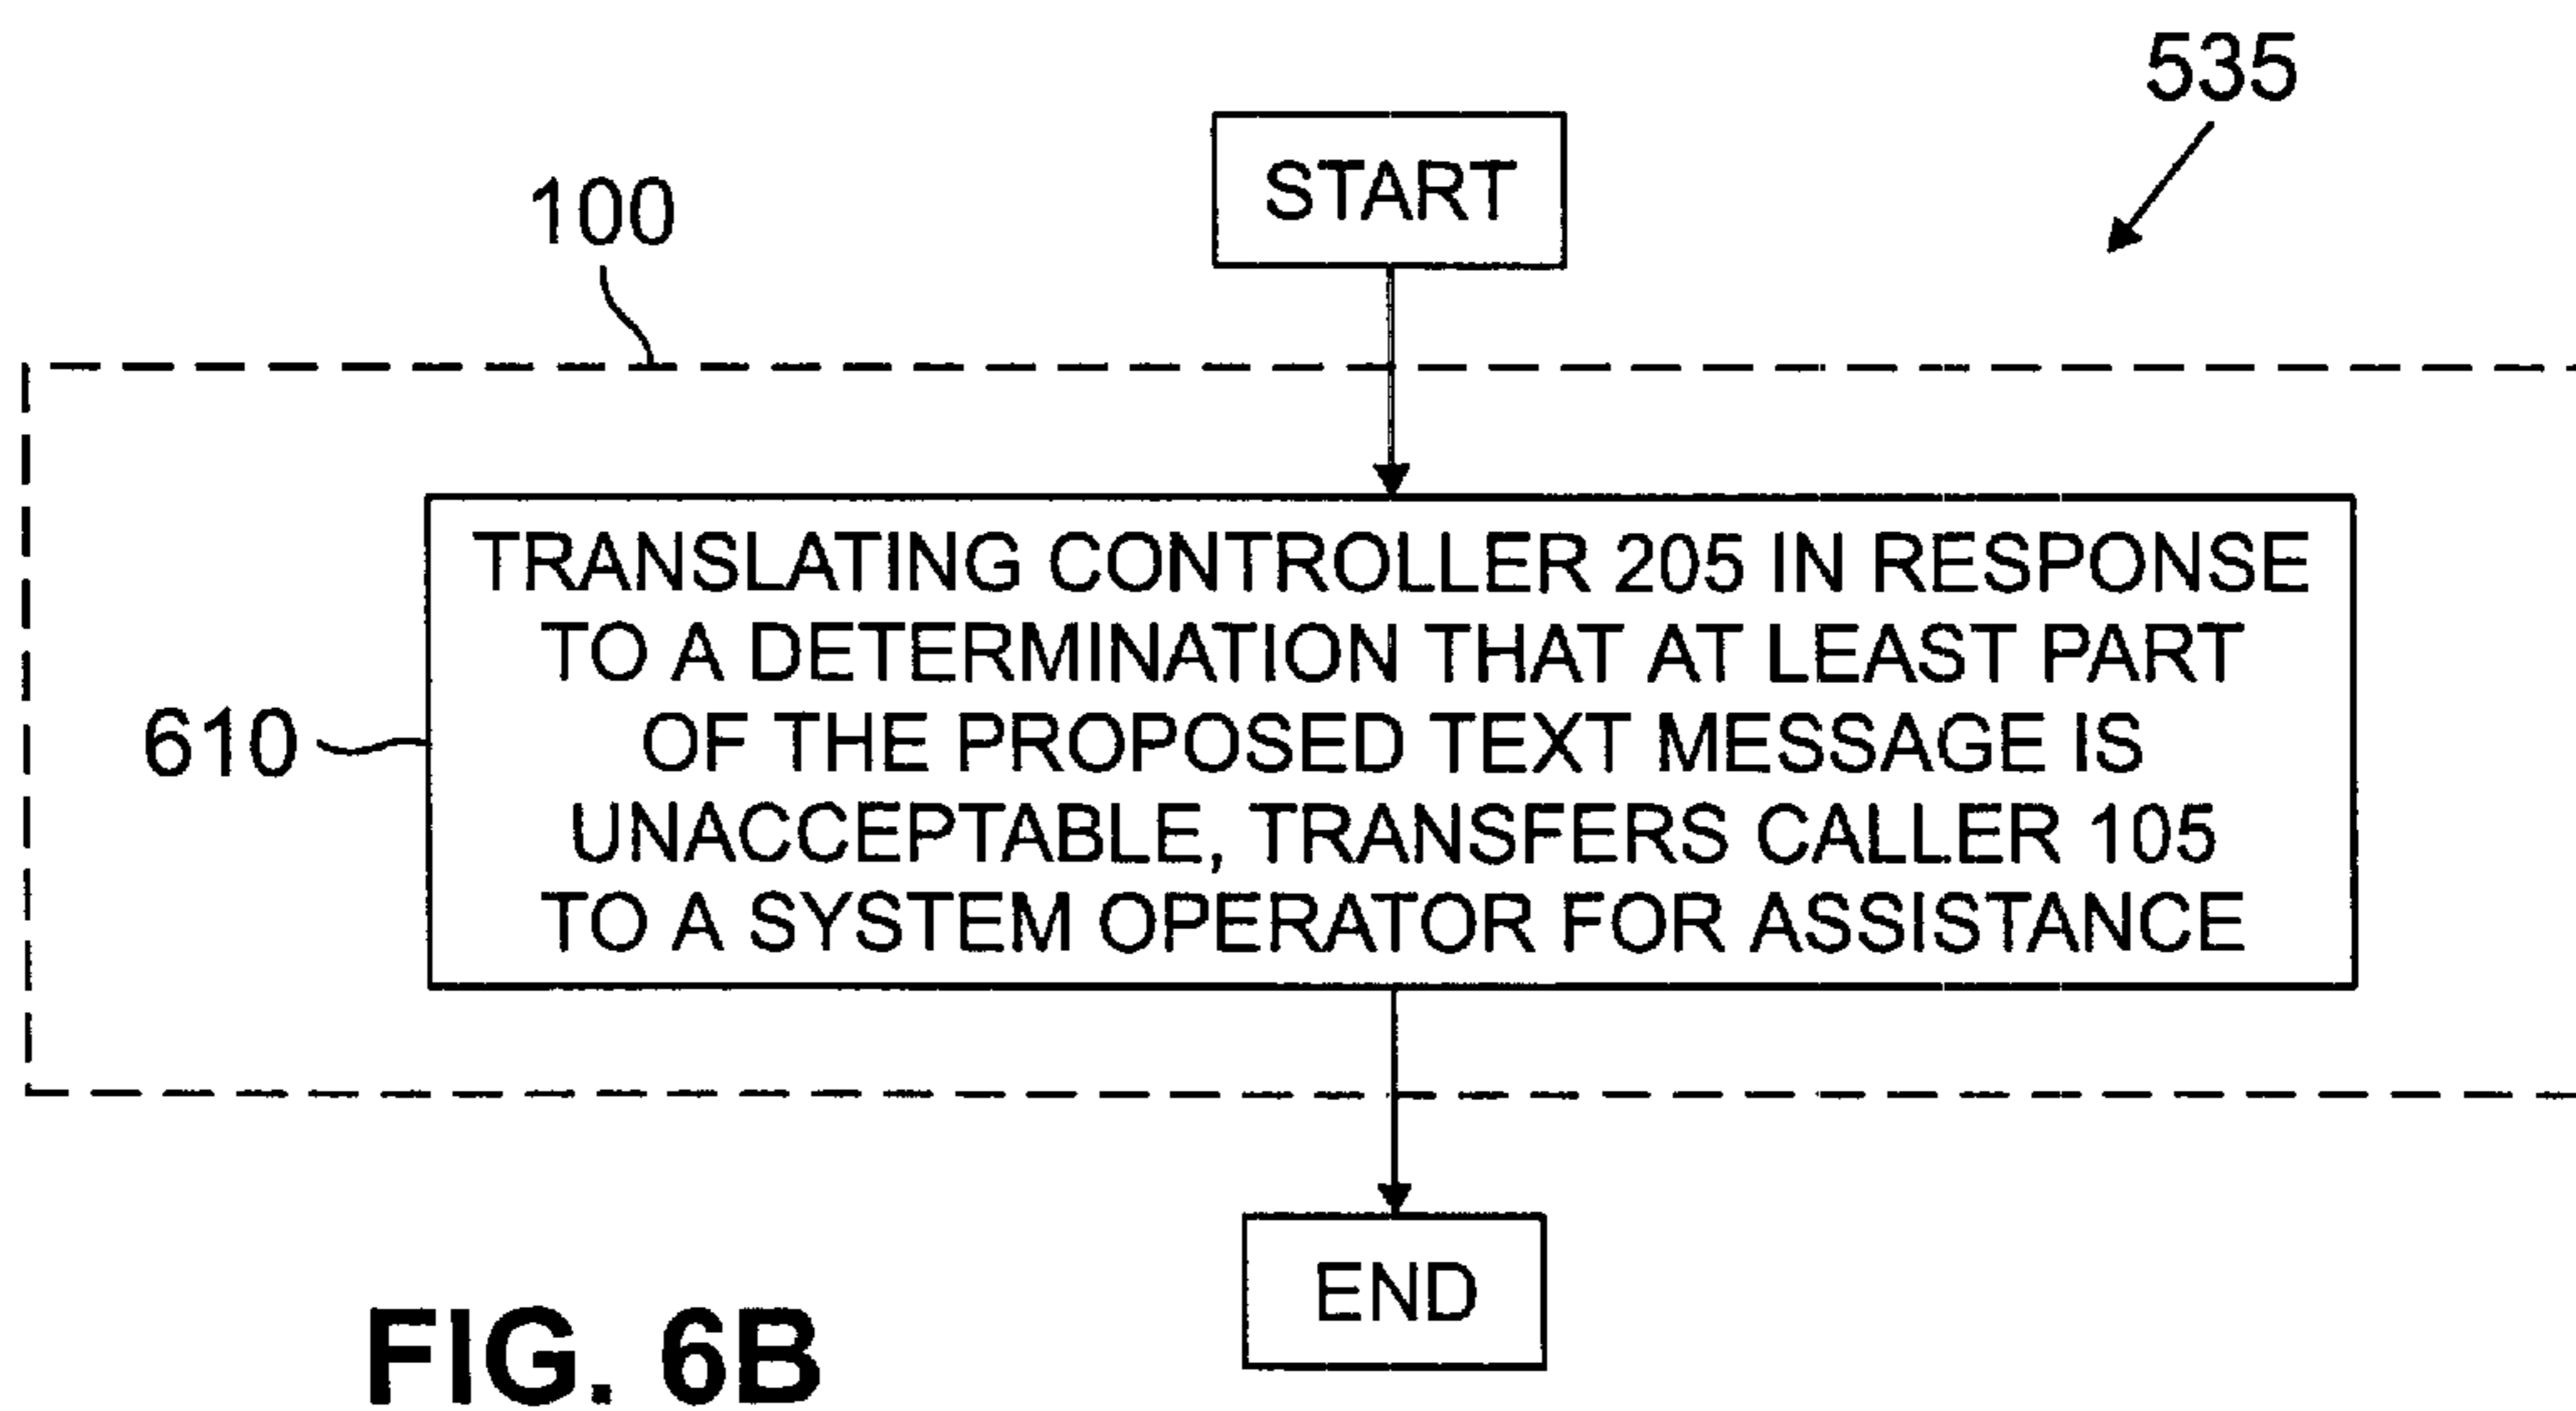 535
START
100
TRANSLATING CONTROLLER 205 IN RESPONSE
TO A DETERMINATION THAT AT LEAST PART
OF THE PROPOSED TEXT MESSAGE IS
UNACCEPTABLE, TRANSFERS CALLER 105
TO A SYSTEM OPERATOR FOR ASSISTANCE
610
END
FIG. 6B